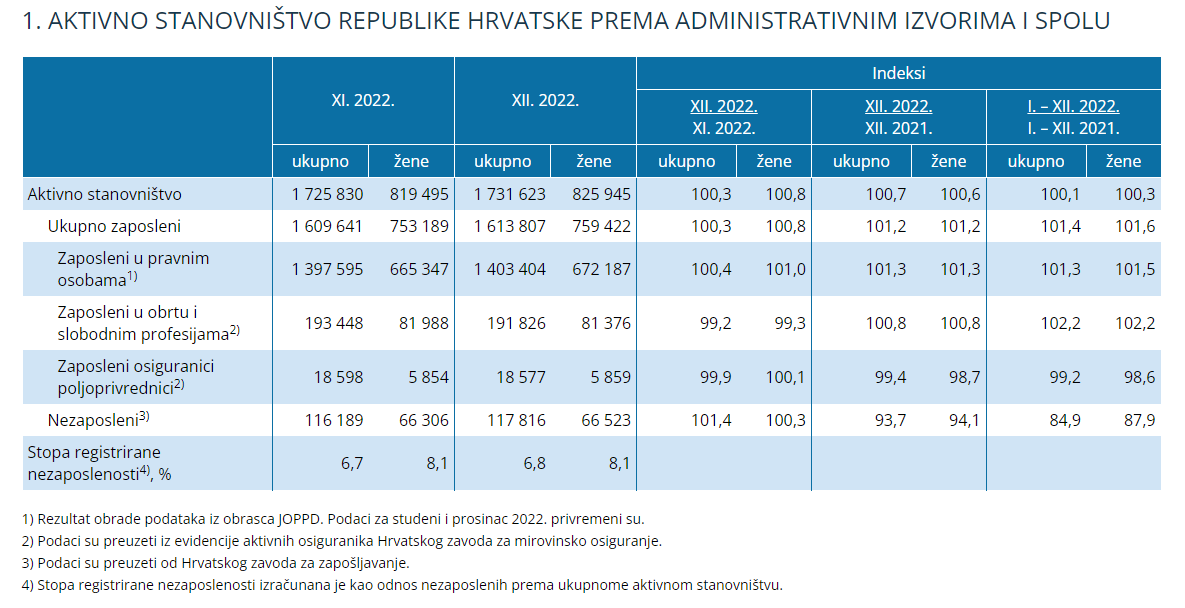 1. AKTIVNO STANOVNIŠTVO REPUBLIKE HRVATSKE PREMA ADMINISTRATIVNIM IZVORIMA I SPOLU
XI. 2022. XII. 2022. Indeksi
XII. 2022. XII. 2022. I. – XII. 2022.
XI. 2022. XII. 2021. I. – XII. 2021.
ukupno žene ukupno žene ukupno žene ukupno žene ukupno žene
Aktivno stanovništvo 1 725 830 819 495 1 731 623 825 945 100,3 100,8 100,7 100,6 100,1 100,3
Ukupno zaposleni 1 609 641 753 189 1 613 807 759 422 100,3 100,8 101,2 101,2 101,4 101,6
Zaposleni u pravnim
osobama1) 1 397 595 665 347 1 403 404 672 187 100,4 101,0 101,3 101,3 101,3 101,5
Zaposleni u obrtu i
slobodnim profesijama2) 193 448 81 988 191 826 81 376 99,2 99,3 100,8 100,8 102,2 102,2
Zaposleni osiguranici
poljoprivrednici2) 18 598 5 854 18 577 5 859 99,9 100,1 99,4 98,7 99,2 98,6
Nezaposleni3) 116 189 66 306 117 816 66 523 101,4 100,3 93,7 94,1 84,9 87,9
Stopa registrirane
nezaposlenosti4), % 6,7 8,1 6,8 8,1
1) Rezultat obrade podataka iz obrasca JOPPD. Podaci za studeni i prosinac 2022. privremeni su.
2) Podaci su preuzeti iz evidencije aktivnih osiguranika Hrvatskog zavoda za mirovinsko osiguranje.
3) Podaci su preuzeti od Hrvatskog zavoda za zapošljavanje.
4) Stopa registrirane nezaposlenosti izračunana je kao odnos nezaposlenih prema ukupnome aktivnom stanovništvu.